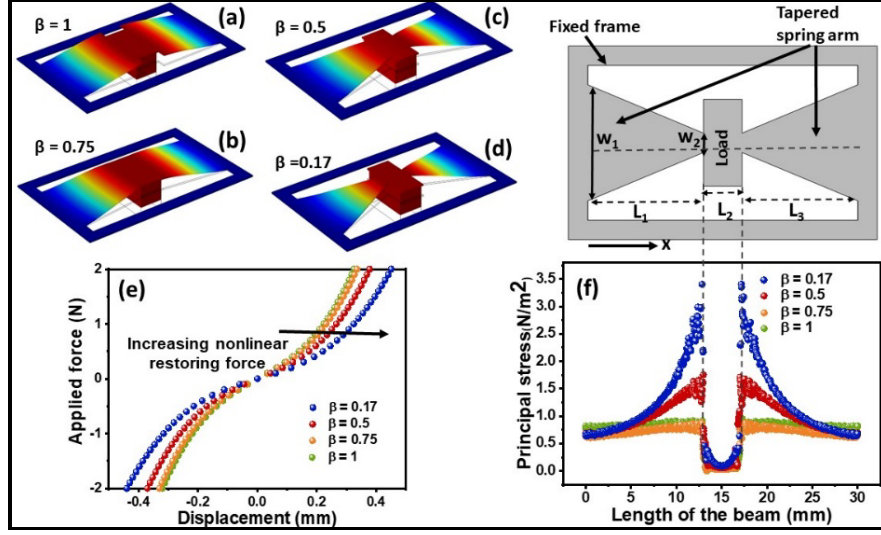 β = 1
(a)
β = 0.5
(c)
β = 0.75
(b)
β =0.17
(d)
Fixed frame
Tapered
spring arm
W₁
W₂
Load
L₁
L₂
L₃
x
(e)
Applied force (N)
2
1
0
-1
-2
Increasing nonlinear
restoring force
β = 0.17
β = 0.5
β = 0.75
β = 1
-0.4
-0.2
0.0
0.2
0.4
Displacement (mm)
(f)
Principal stress(N/m²)
3.5
3.0
2.5
2.0
1.5
1.0
0.5
0.0
β = 0.17
β = 0.5
β = 0.75
β = 1
0
5
10
15
20
25
30
Length of the beam (mm)